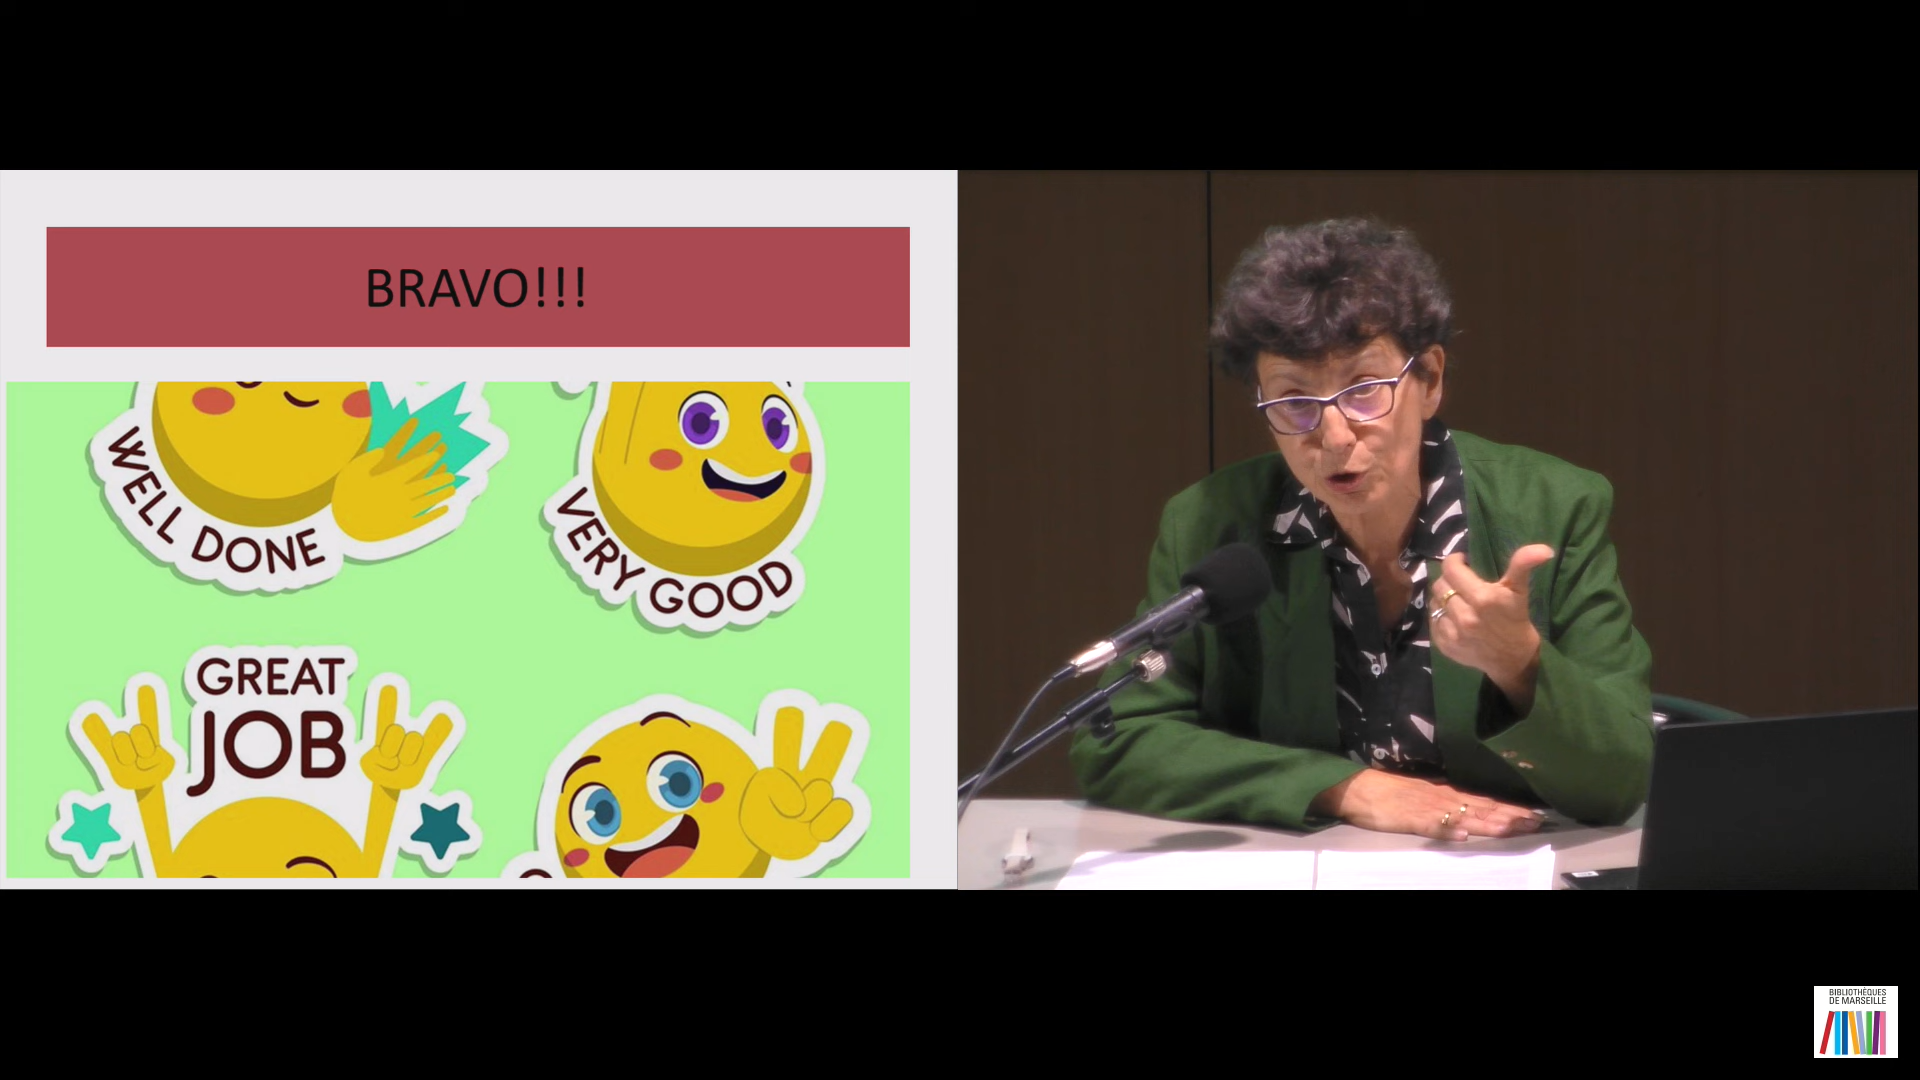 BRAVO!!!
WELL DONE
VERY GOOD
GREAT
JOB
BIBLIOTHÈQUES
DE MARSEILLE